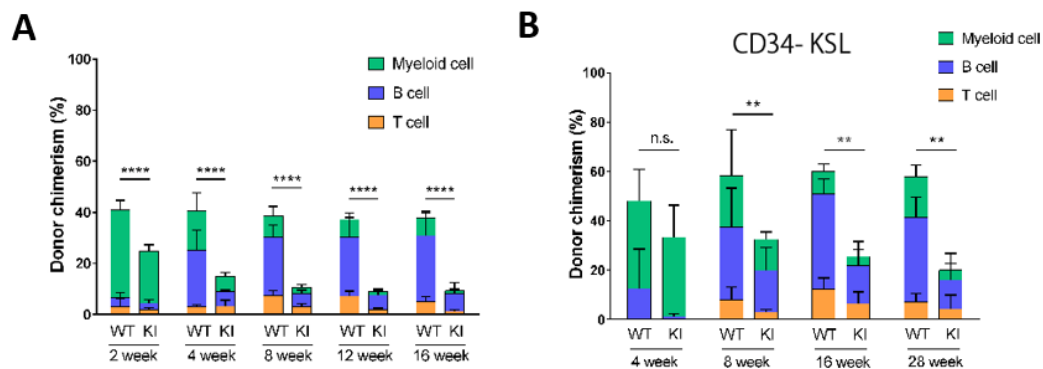 A
Myeloid cell
B cell
T cell
Donor chimerism (%)
100
80
60
40
20
0
**** **** **** **** ****
WT KI WT KI WT KI WT KI WT KI
2 week 4 week 8 week 12 week 16 week
B
CD34- KSL
Myeloid cell
B cell
T cell
Donor chimerism (%)
100
80
60
40
20
0
n.s. ** ** **
WT KI WT KI WT KI WT KI
4 week 8 week 16 week 28 week